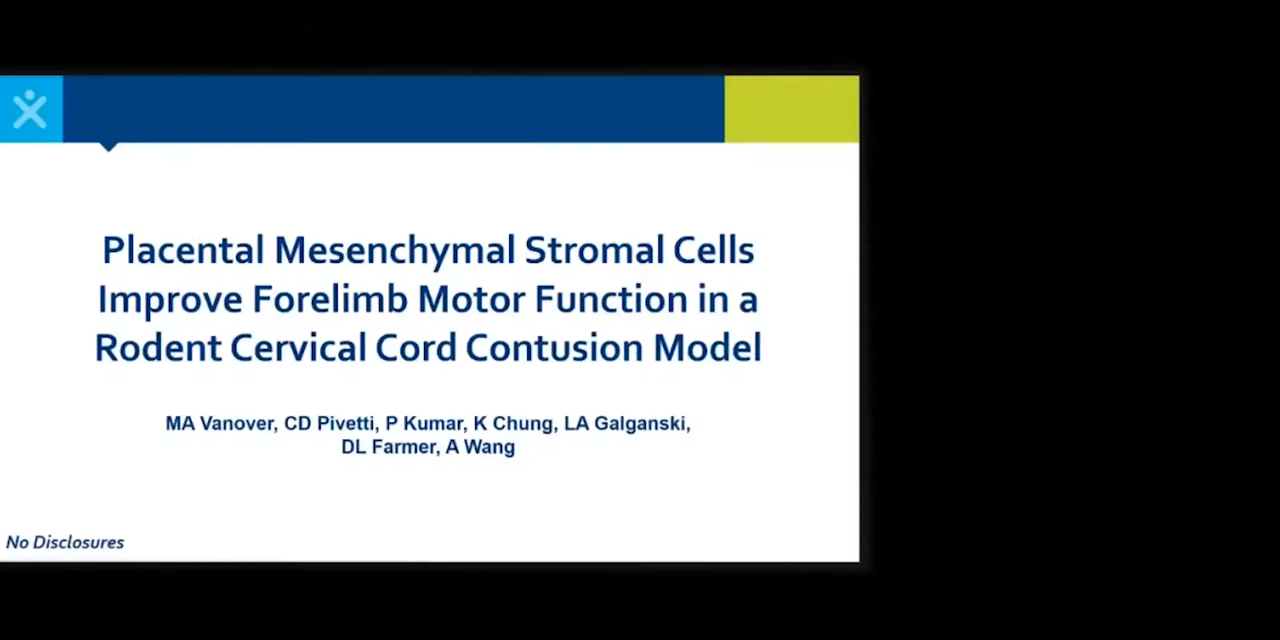 Placental Mesenchymal Stromal Cells
Improve Forelimb Motor Function in a
Rodent Cervical Cord Contusion Model
MA Vanover, CD Pivetti, P Kumar, K Chung, LA Galganski,
DL Farmer, A Wang
No Disclosures